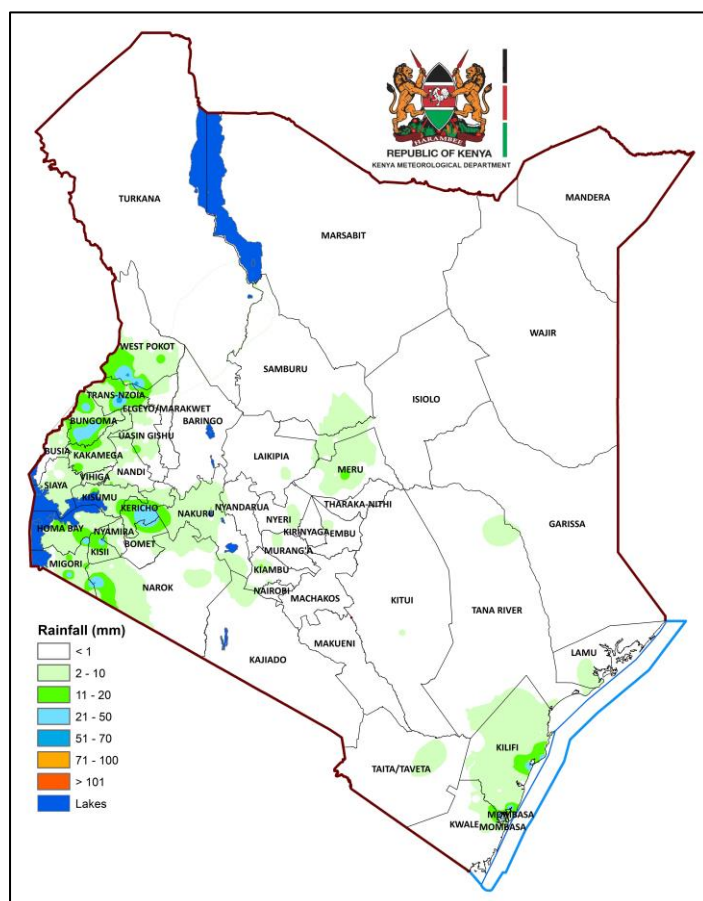 HARAMBEE
REPUBLIC OF KENYA
KENYA METEOROLOGICAL DEPARTMENT
MANDERA
TURKANA
MARSABIT
WAJIR
WEST POKOT
SAMBURU
ISIOLO
TRANS-NZOIA
ELGEYO/MARAKWET
BARINGO
BUNGOMA
UASIN GISHU
BUSIA
KAKAMEGA
LAIKIPIA
MERU
NANDI
VIHIGA
SIAYA
KISUMU
KERICHO
NAKURU
NYANDARUA
THARAKA-NITHI
NYERI
GARISSA
HOMA BAY
NYAMIRA
KIRINYAGA
EMBU
KISII
BOMET
MURANG'A
MIGORI
KIAMBU
NAROK
NAIROBI
MACHAKOS
KITUI
TANA RIVER
MAKUENI
KAJIADO
LAMU
KILIFI
TAITA/TAVETA
MOMBASA
KWALE
MOMBASA
Rainfall (mm)
< 1
2 - 10
11 - 20
21 - 50
51 - 70
71 - 100
> 101
Lakes